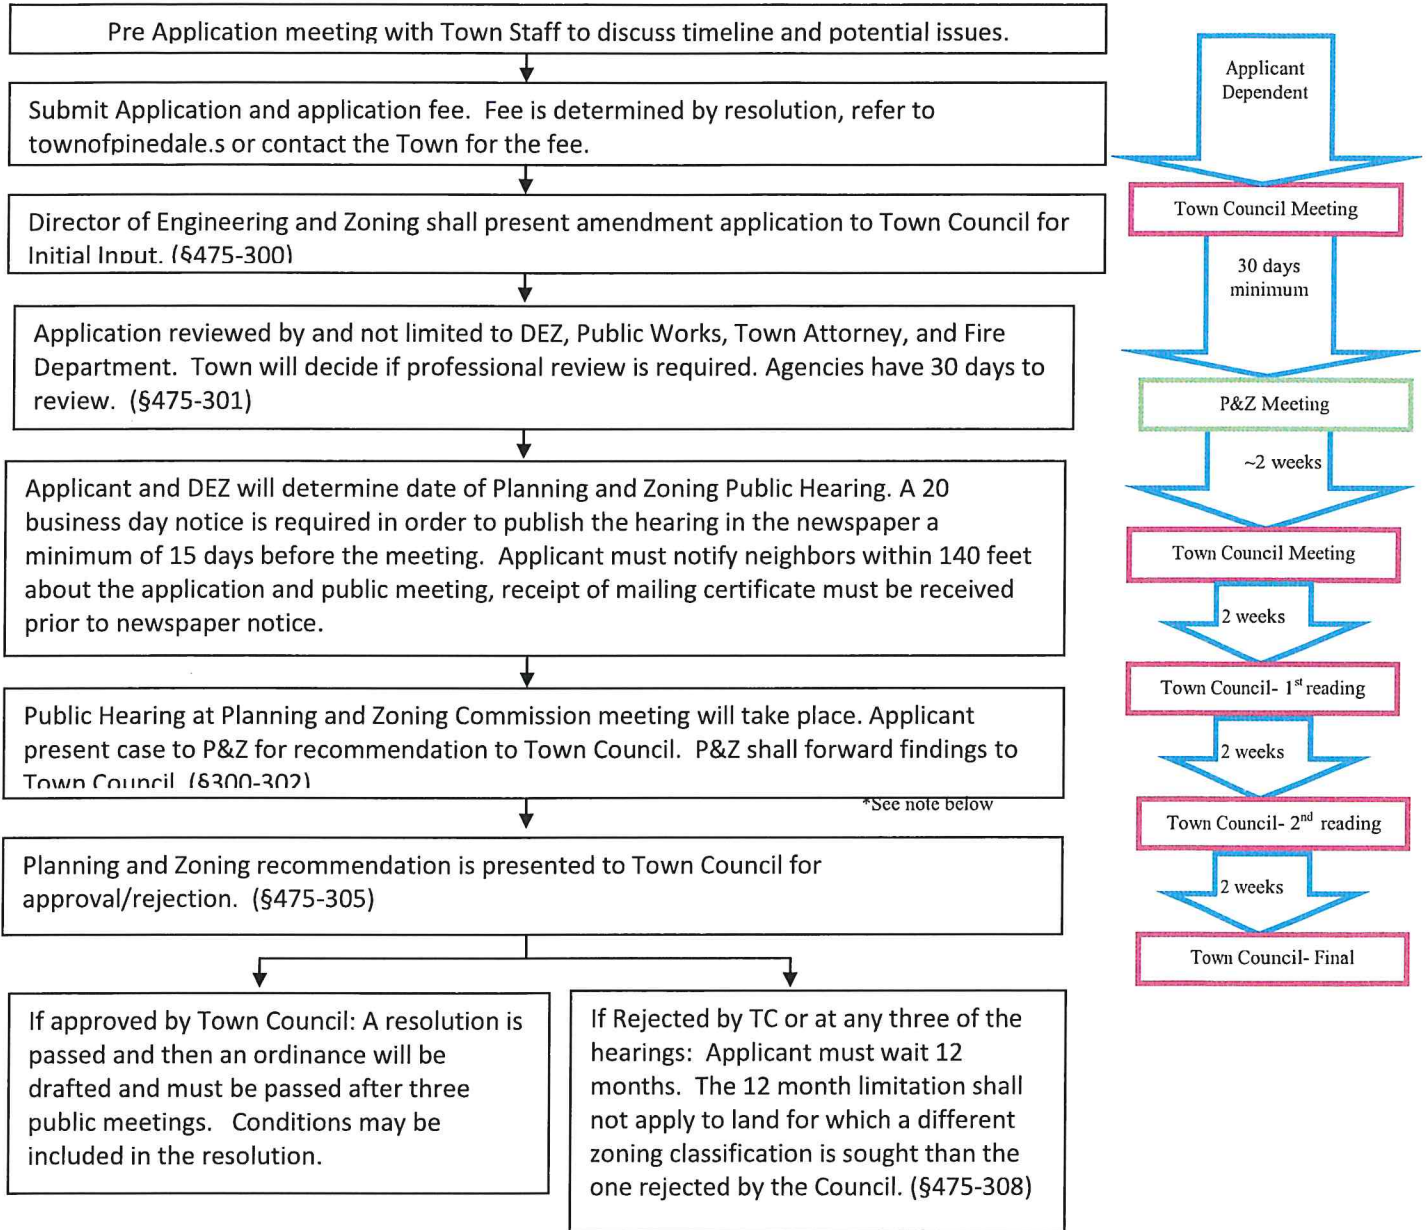 Pre Application meeting with Town Staff to discuss timeline and potential issues.
Submit Application and application fee.  Fee is determined by resolution, refer to
townofpinedale.s or contact the Town for the fee.
Director of Engineering and Zoning shall present amendment application to Town Council for
Initial Input. (§475-300)
Application reviewed by and not limited to DEZ, Public Works, Town Attorney, and Fire
Department.  Town will decide if professional review is required. Agencies have 30 days to
review.  (§475-301)
Applicant and DEZ will determine date of Planning and Zoning Public Hearing. A 20
business day notice is required in order to publish the hearing in the newspaper a
minimum of 15 days before the meeting.  Applicant must notify neighbors within 140 feet
about the application and public meeting, receipt of mailing certificate must be received
prior to newspaper notice.
Public Hearing at Planning and Zoning Commission meeting will take place. Applicant
present case to P&Z for recommendation to Town Council.  P&Z shall forward findings to
Town Council. (§300-302)
*See note below
Planning and Zoning recommendation is presented to Town Council for
approval/rejection.  (§475-305)
If approved by Town Council: A resolution is
passed and then an ordinance will be
drafted and must be passed after three
public meetings.   Conditions may be
included in the resolution.
If Rejected by TC or at any three of the
hearings:  Applicant must wait 12
months.  The 12 month limitation shall
not apply to land for which a different
zoning classification is sought than the
one rejected by the Council. (§475-308)
Applicant
Dependent
Town Council Meeting
30 days
minimum
P&Z Meeting
~2 weeks
Town Council Meeting
2 weeks
Town Council- 1st reading
2 weeks
Town Council- 2nd reading
2 weeks
Town Council- Final